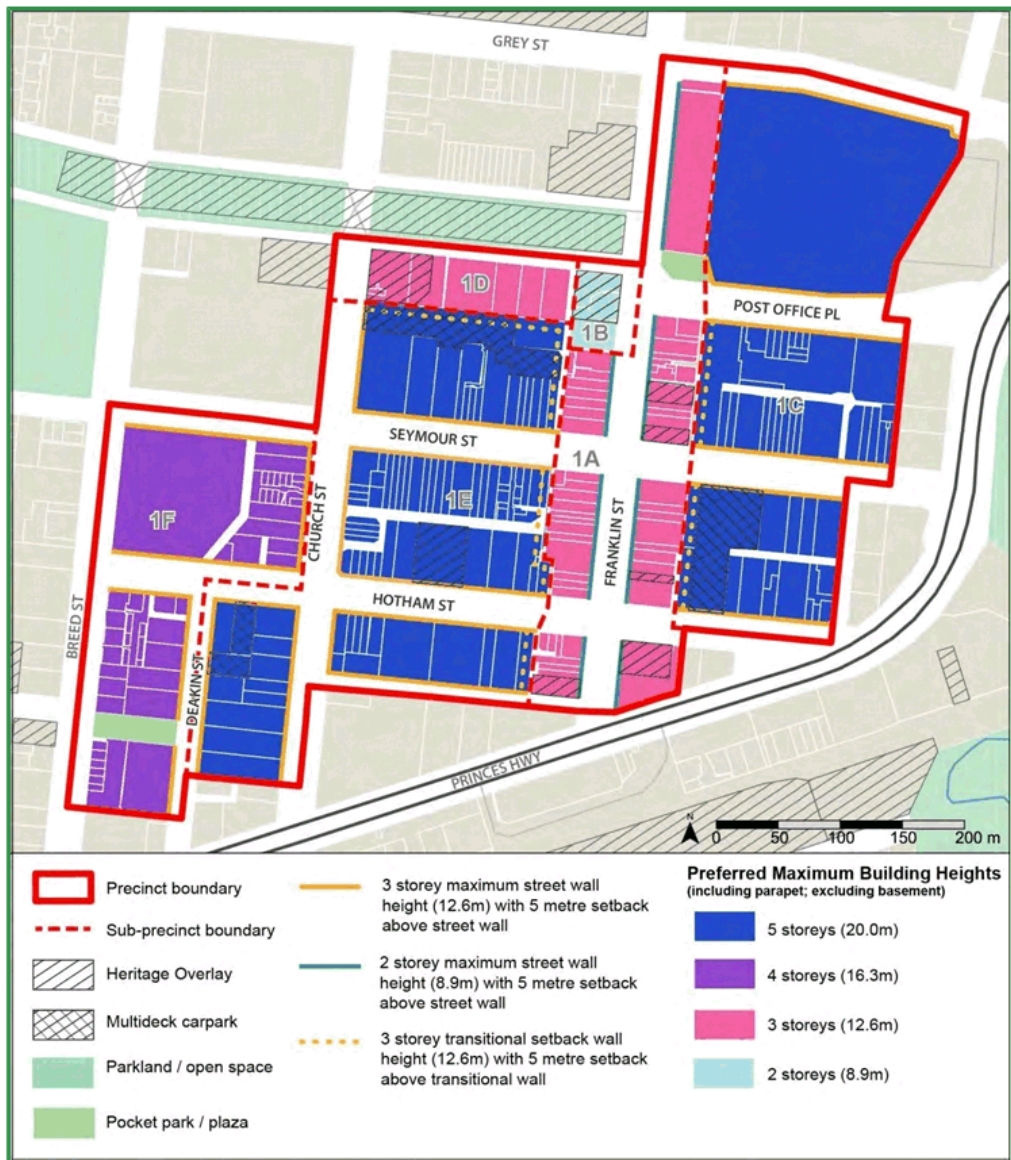 GREY ST
POST OFFICE PL
1D
1B
1C
SEYMOUR ST
1A
1E
1F
CHURCH ST
FRANKLIN ST
HOTHAM ST
BREED ST
DEAKIN ST
PRINCES HWY
N
0 50 100 150 200 m
Precinct boundary
Sub-precinct boundary
Heritage Overlay
Multideck carpark
Parkland / open space
Pocket park / plaza
3 storey maximum street wall
height (12.6m) with 5 metre setback
above street wall
2 storey maximum street wall
height (8.9m) with 5 metre setback
above street wall
3 storey transitional setback wall
height (12.6m) with 5 metre setback
above transitional wall
Preferred Maximum Building Heights
(including parapet; excluding basement)
5 storeys (20.0m)
4 storeys (16.3m)
3 storeys (12.6m)
2 storeys (8.9m)